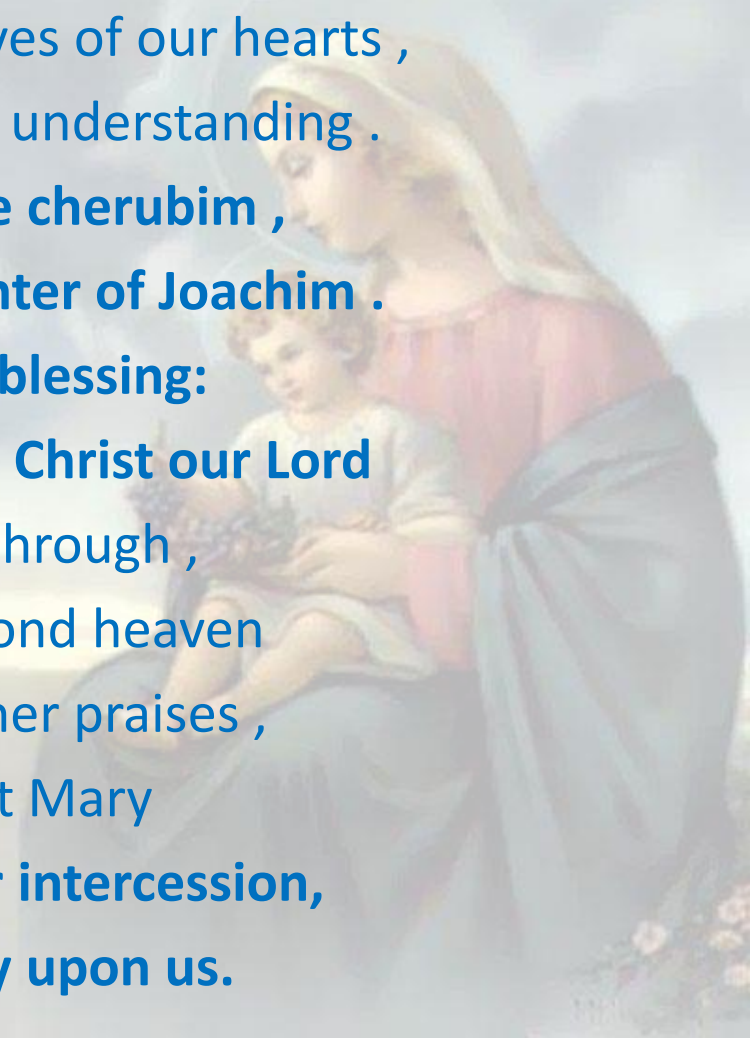 ves of our hearts ,
understanding .
e cherubim ,
hter of Joachim .
blessing:
Christ our Lord
hrough ,
ond heaven
her praises ,
t Mary
r intercession,
y upon us.